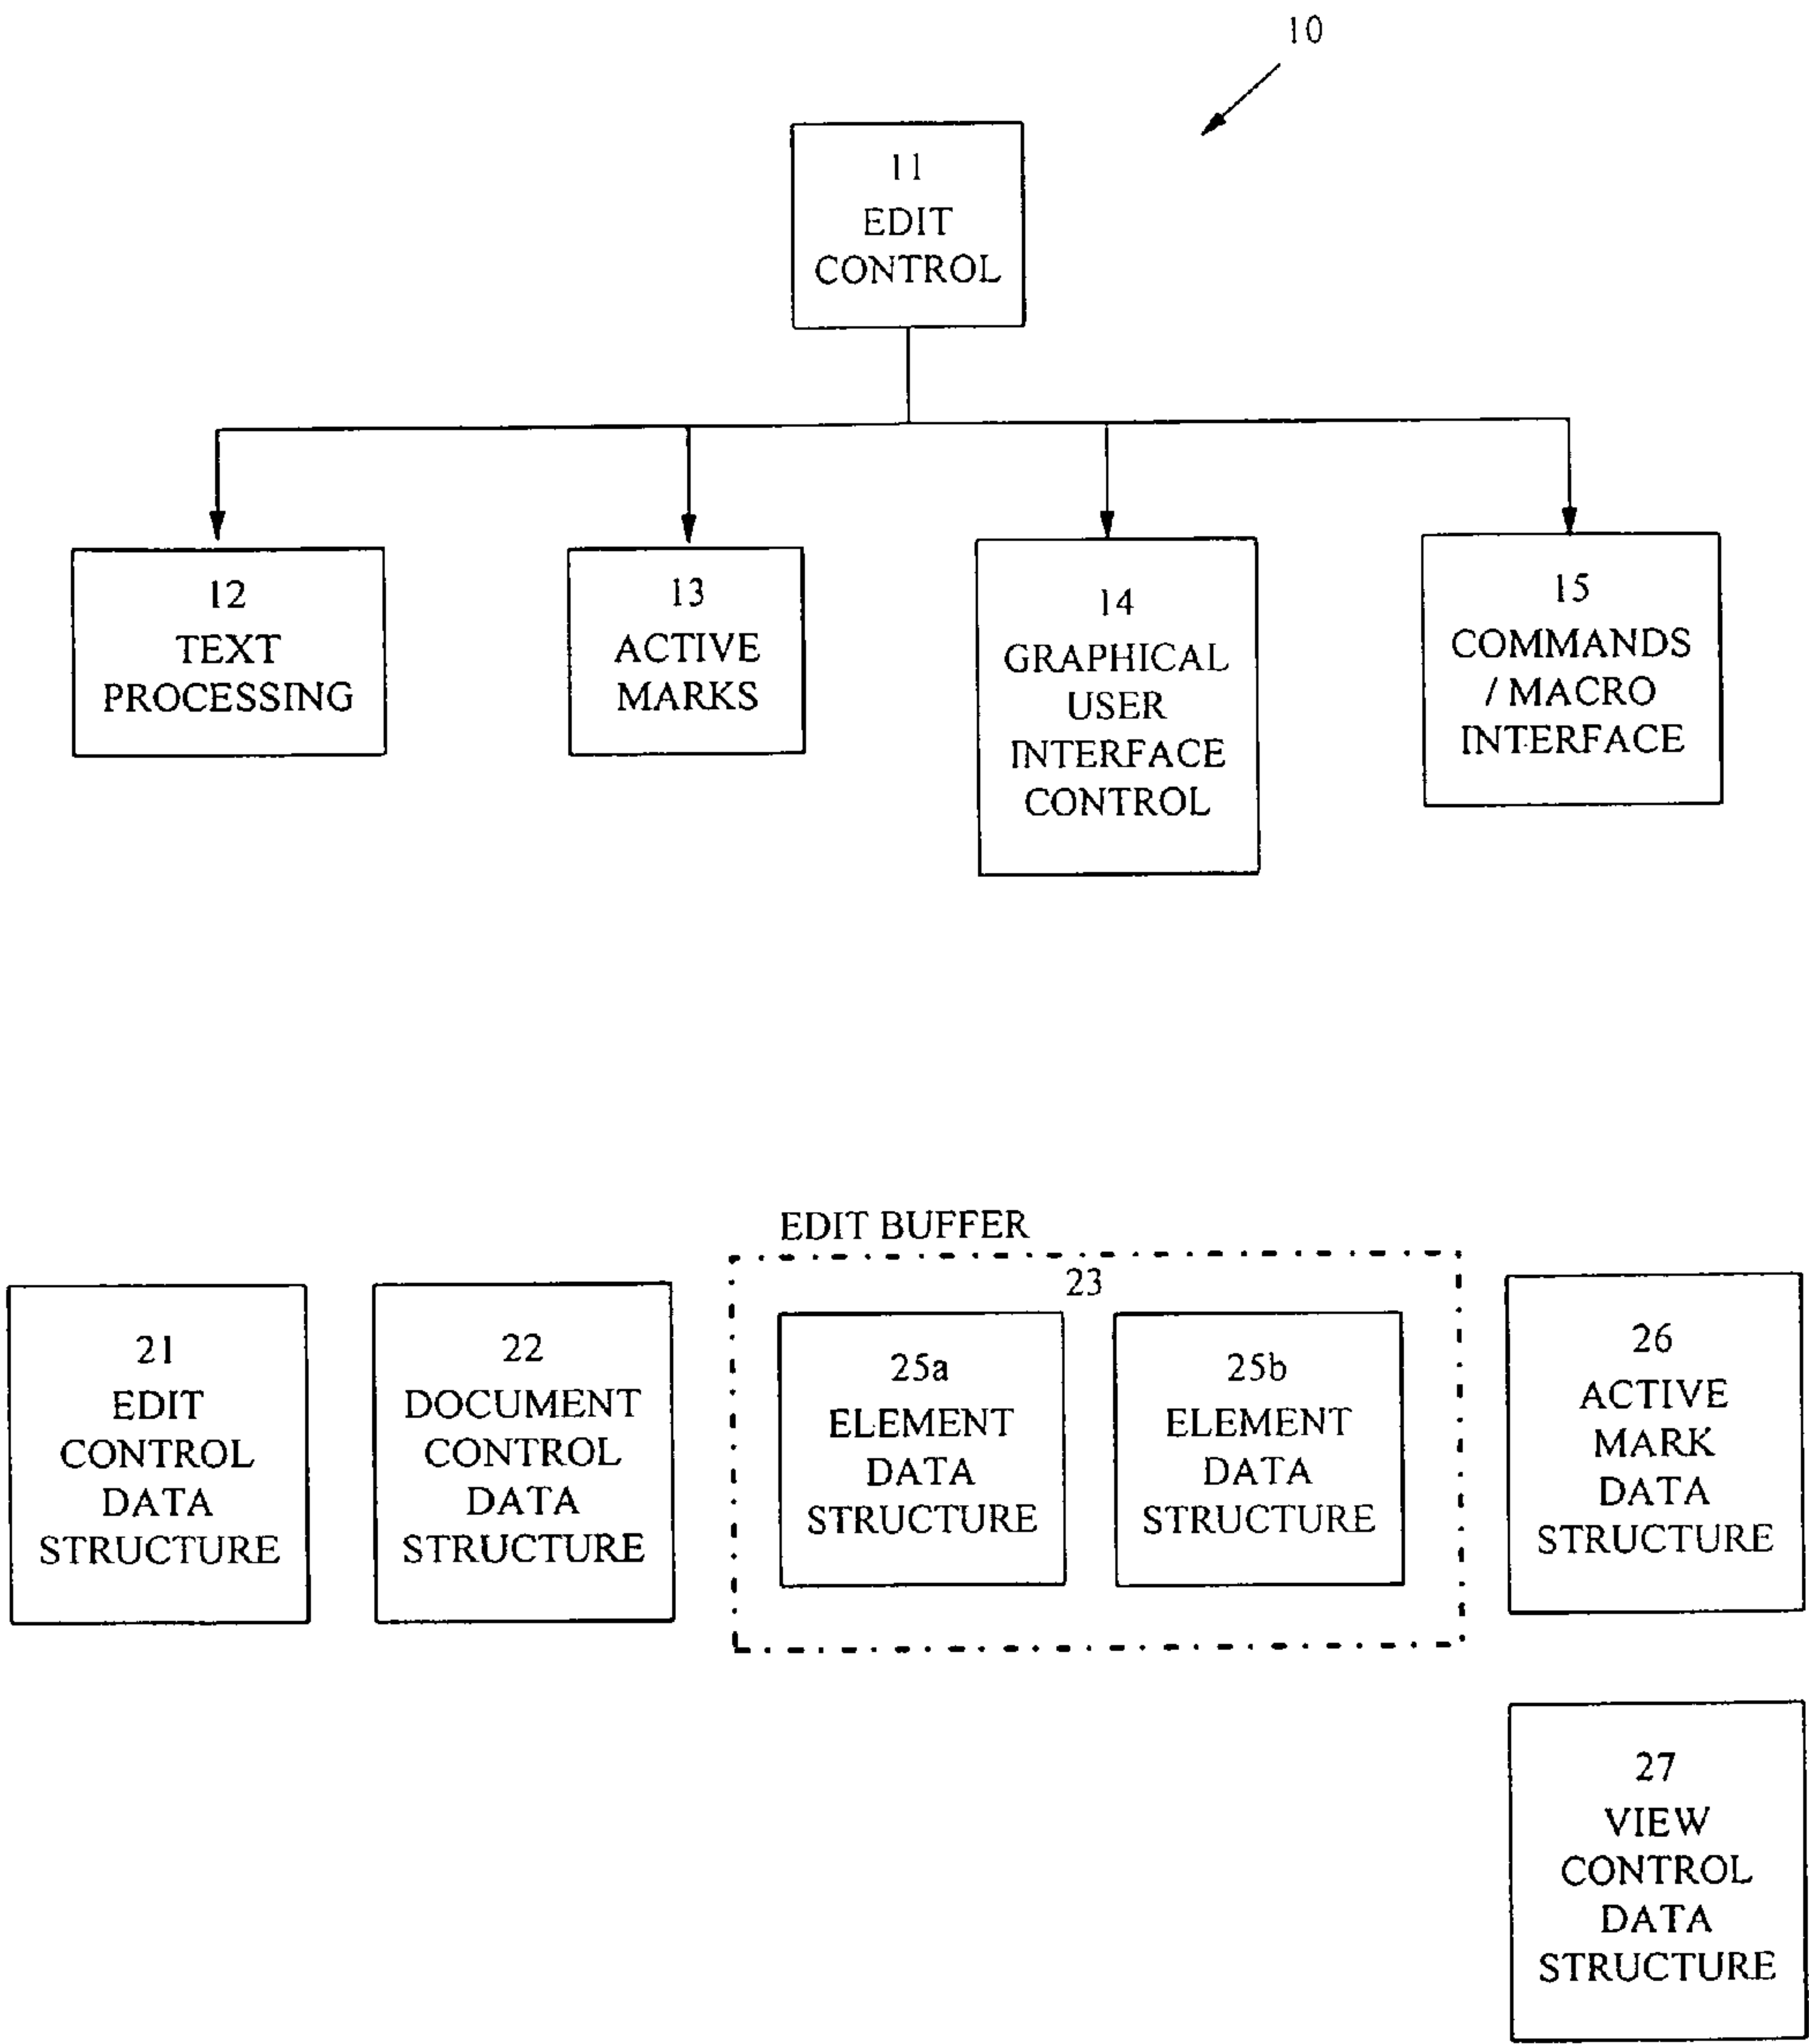 10
11
EDIT
CONTROL
12
TEXT
PROCESSING
13
ACTIVE
MARKS
14
GRAPHICAL
USER
INTERFACE
CONTROL
15
COMMANDS
/ MACRO
INTERFACE
EDIT BUFFER
23
21
EDIT
CONTROL
DATA
STRUCTURE
22
DOCUMENT
CONTROL
DATA
STRUCTURE
25a
ELEMENT
DATA
STRUCTURE
25b
ELEMENT
DATA
STRUCTURE
26
ACTIVE
MARK
DATA
STRUCTURE
27
VIEW
CONTROL
DATA
STRUCTURE